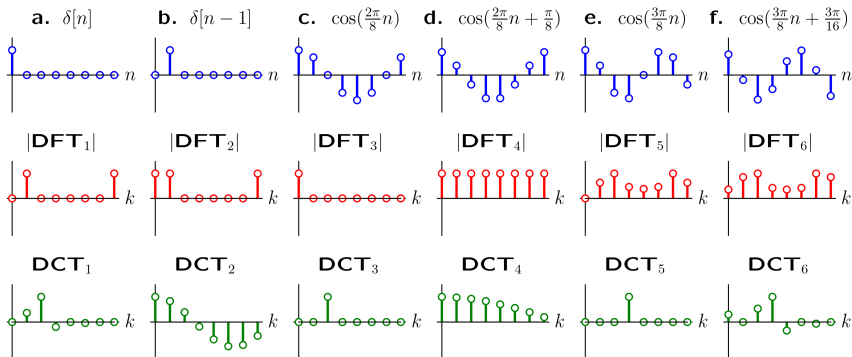 a. δ[n] b. δ[n − 1] c. cos(2π/8 n) d. cos(2π/8 n + π/8) e. cos(3π/8 n) f. cos(3π/8 n + 3π/16)
n n n n n n
|DFT₁| |DFT₂| |DFT₃| |DFT₄| |DFT₅| |DFT₆|
k k k k k k
DCT₁ DCT₂ DCT₃ DCT₄ DCT₅ DCT₆
k k k k k k